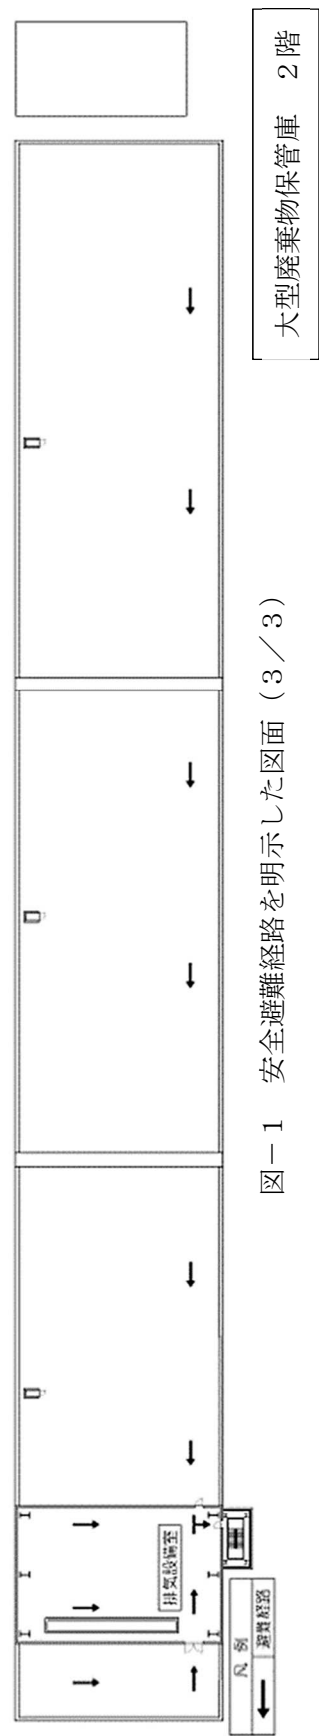 大型廃棄物保管庫　２階
排気設備室
凡 例
避難経路
図－１　安全避難経路を明示した図面（３／３）